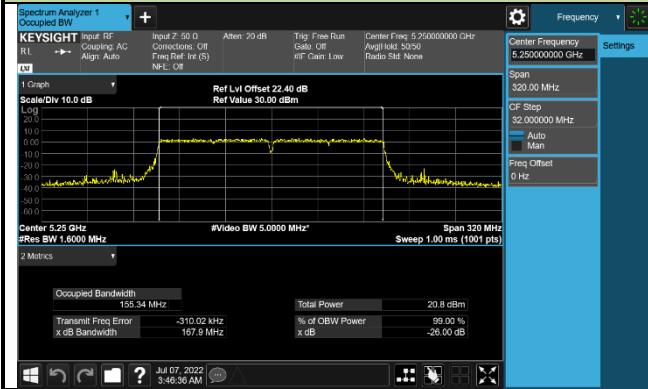 Spectrum Analyzer 1
Occupied BW
+
Frequency
KEYSIGHT
Input: RF
Coupling: AC
Align: Auto
Input Z: 50 Ω
Corrections: Off
Freq Ref: Int (S)
NFE: Off
Atten: 20 dB
Trig: Free Run
Gate: Off
#IF Gain: Low
Center Freq: 5.250000000 GHz
Avg|Hold: 50/50
Radio Std: None
RL
LXI
Center Frequency
5.250000000 GHz
Settings
Span
320.00 MHz
CF Step
32.000000 MHz
Auto
Man
Freq Offset
0 Hz
1 Graph
Scale/Div 10.0 dB
Ref Lvl Offset 22.40 dB
Ref Value 30.00 dBm
Log
20.0
10.0
0.00
-10.0
-20.0
-30.0
-40.0
-50.0
-60.0
Center 5.25 GHz
#Res BW 1.6000 MHz
#Video BW 5.0000 MHz*
Span 320 MHz
Sweep 1.00 ms (1001 pts)
2 Metrics
Occupied Bandwidth
155.34 MHz
Total Power 20.8 dBm
Transmit Freq Error -310.02 kHz
% of OBW Power 99.00 %
x dB Bandwidth 167.9 MHz
x dB -26.00 dB
?
Jul 07, 2022
3:46:36 AM